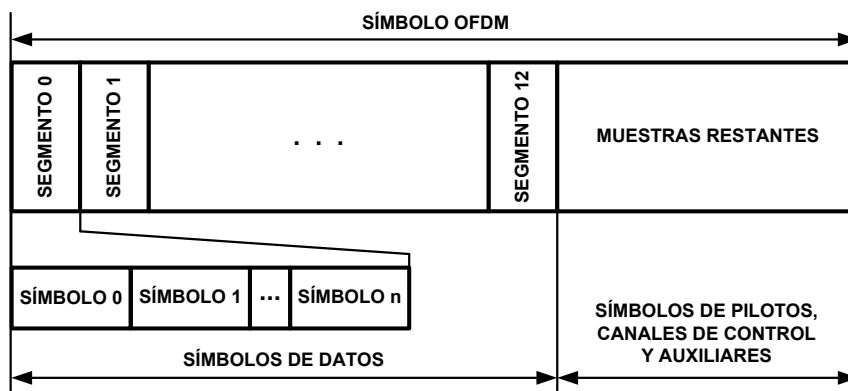 SÍMBOLO OFDM
SEGMENTO 0
SEGMENTO 1
. . .
SEGMENTO 12
MUESTRAS RESTANTES
SÍMBOLO 0
SÍMBOLO 1
...
SÍMBOLO n
SÍMBOLOS DE DATOS
SÍMBOLOS DE PILOTOS,
CANALES DE CONTROL
Y AUXILIARES